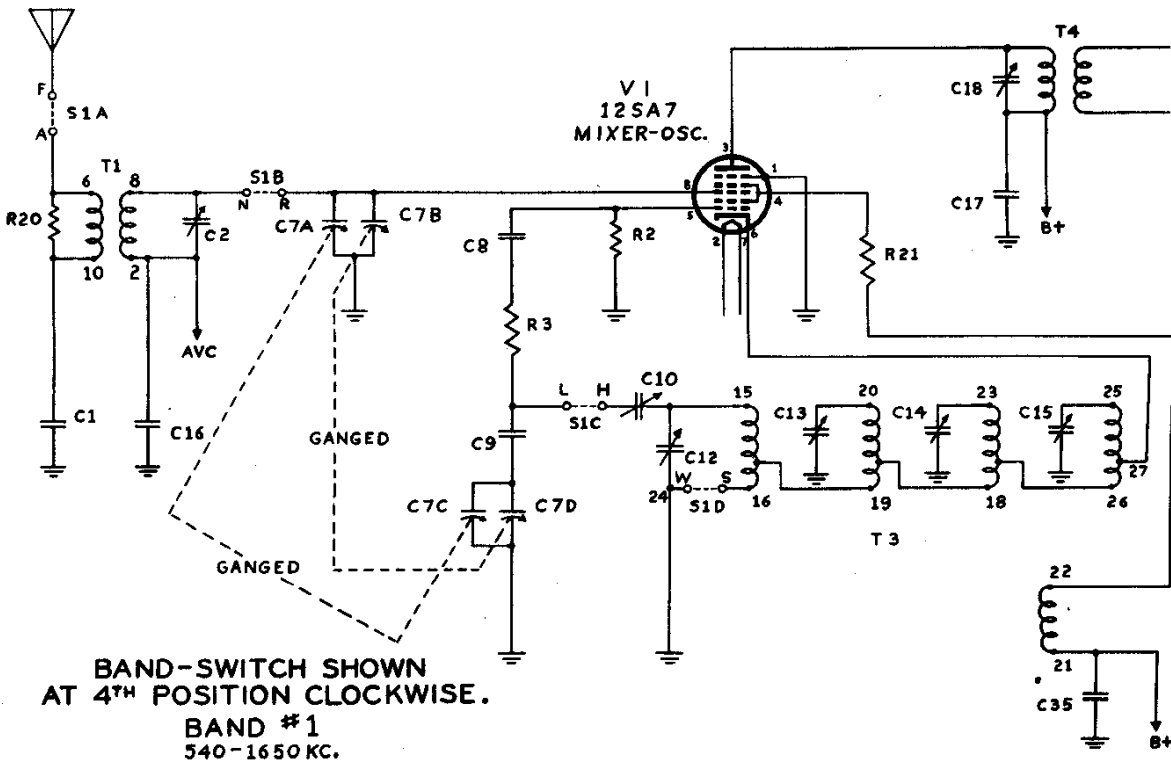 T4
C18
C17
B+
V1
12SA7
MIXER-OSC.
F
S1A
A
T1
6
8
S1B
N
R
R20
C2
10
2
C7A
C7B
AVC
C1
C16
3
1
8
4
5
2
7
6
C8
R2
R21
R3
GANGED
L
H
S1C
C10
C9
C12
15
C13
20
C14
23
C15
25
27
24
W
S
S1D
16
19
18
26
T3
C7C
C7D
GANGED
22
21
C35
B+
BAND-SWITCH SHOWN
AT 4TH POSITION CLOCKWISE.
BAND #1
540-1650 KC.